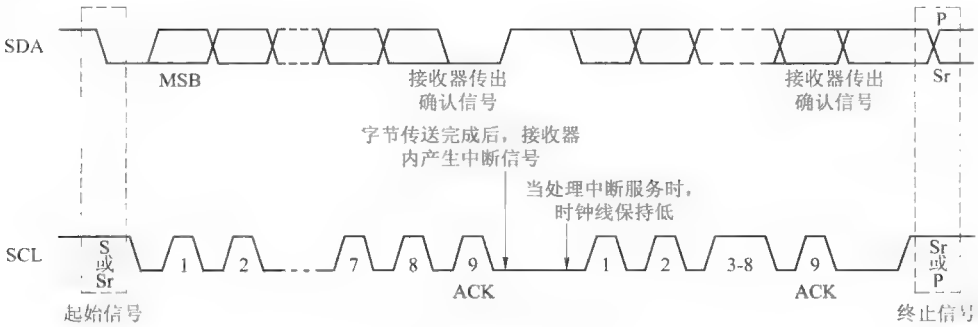 P
SDA
MSB
接收器传出
确认信号
接收器传出
确认信号
Sr
字节传送完成后，接收器
内产生中断信号
当处理中断服务时，
时钟线保持低
SCL
S
或
Sr
1
2
7
8
9
1
2
3-8
9
Sr
或
P
ACK
ACK
起始信号
终止信号